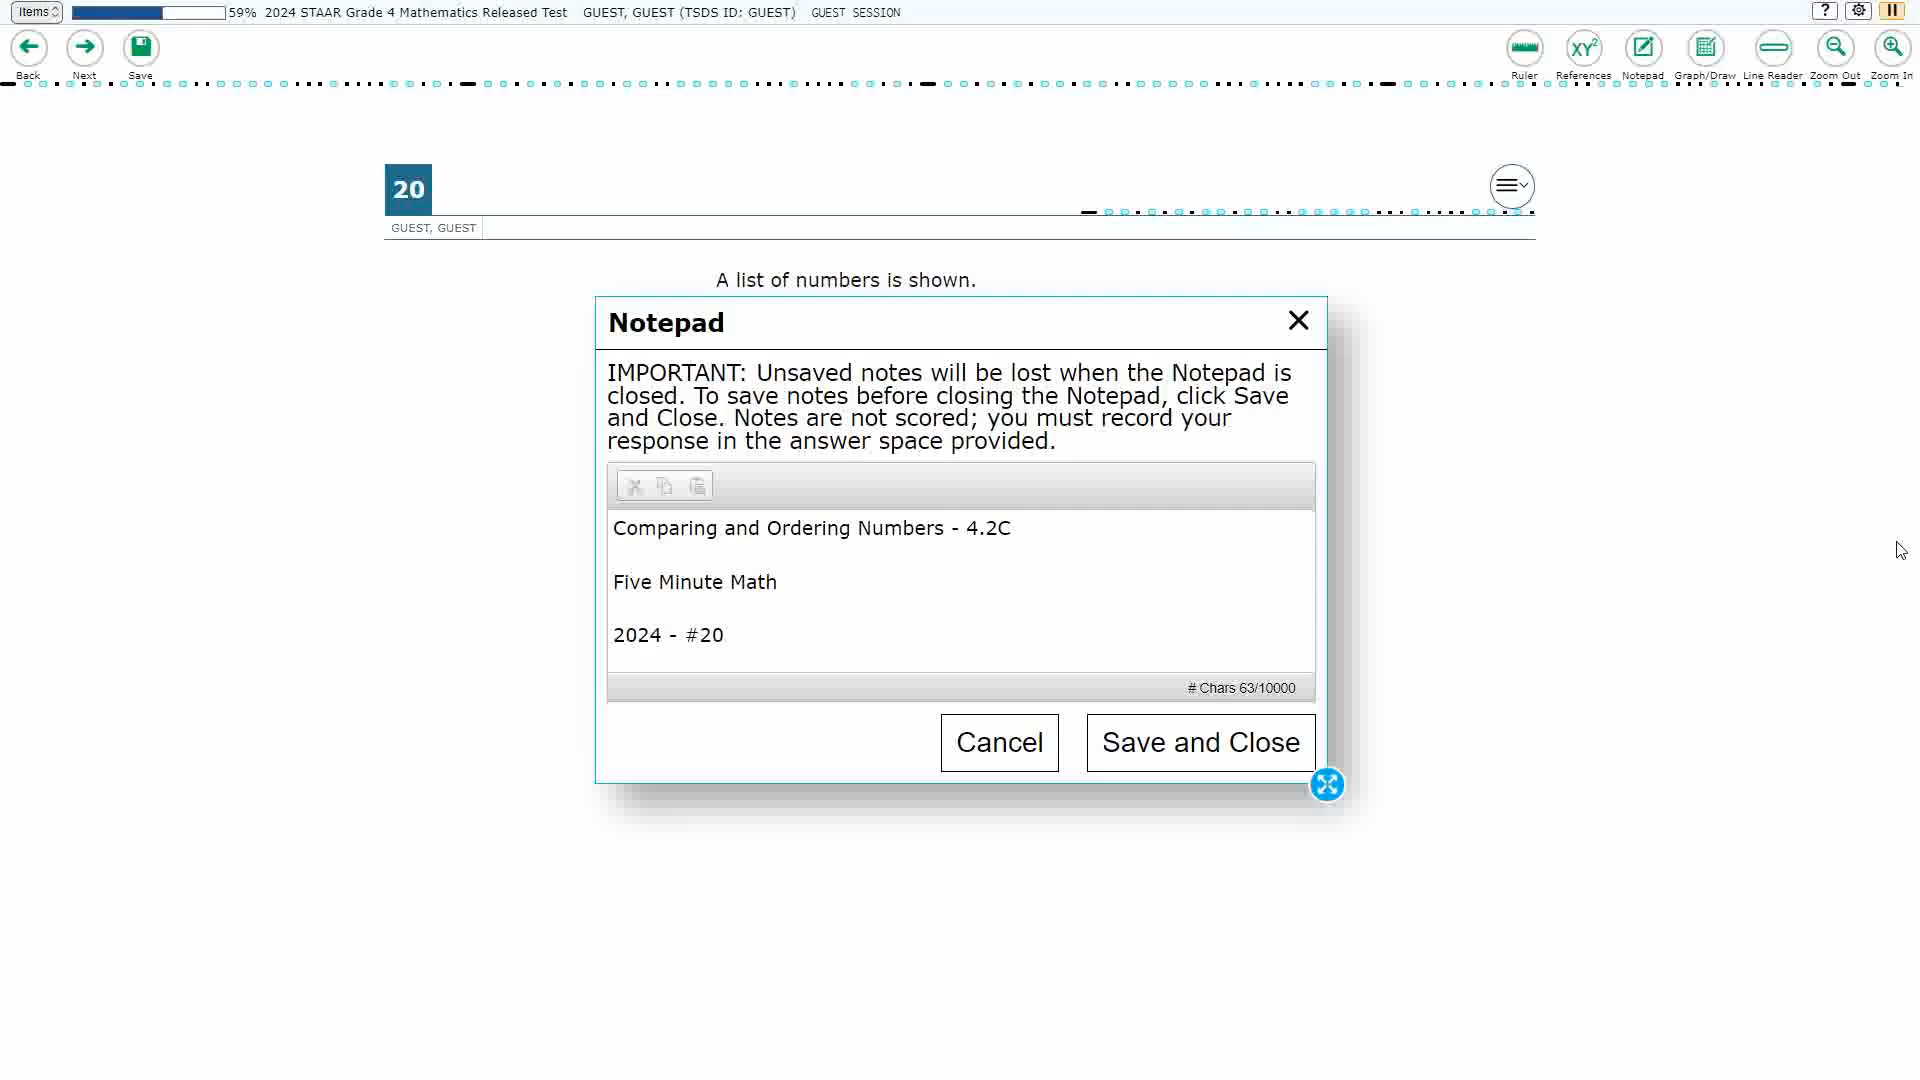 Items 59% 2024 STAAR Grade 4 Mathematics Released Test GUEST, GUEST (TSDS ID: GUEST) GUEST SESSION ?
Back Next Save XY² Ruler References Notepad Graph/Draw Line Reader Zoom Out Zoom In
20
GUEST, GUEST
A list of numbers is shown.
Notepad
IMPORTANT: Unsaved notes will be lost when the Notepad is
closed. To save notes before closing the Notepad, click Save
and Close. Notes are not scored; you must record your
response in the answer space provided.
Comparing and Ordering Numbers - 4.2C
Five Minute Math
2024 - #20
# Chars 63/10000
Cancel Save and Close